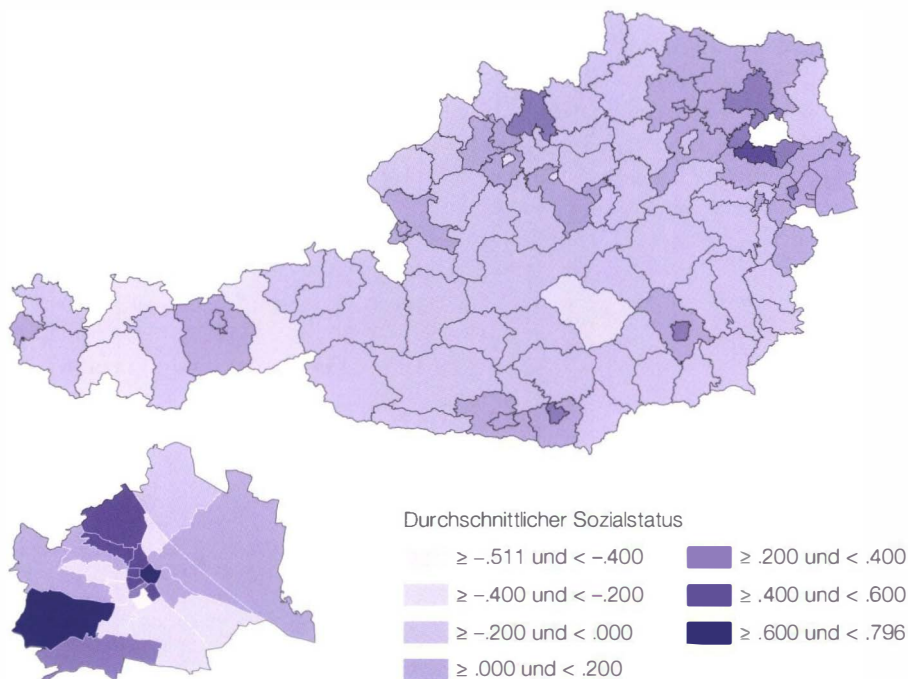 Durchschnittlicher Sozialstatus
≥ –.511 und < –.400
≥ –.400 und < –.200
≥ –.200 und < .000
≥ .000 und < .200
≥ .200 und < .400
≥ .400 und < .600
≥ .600 und < .796